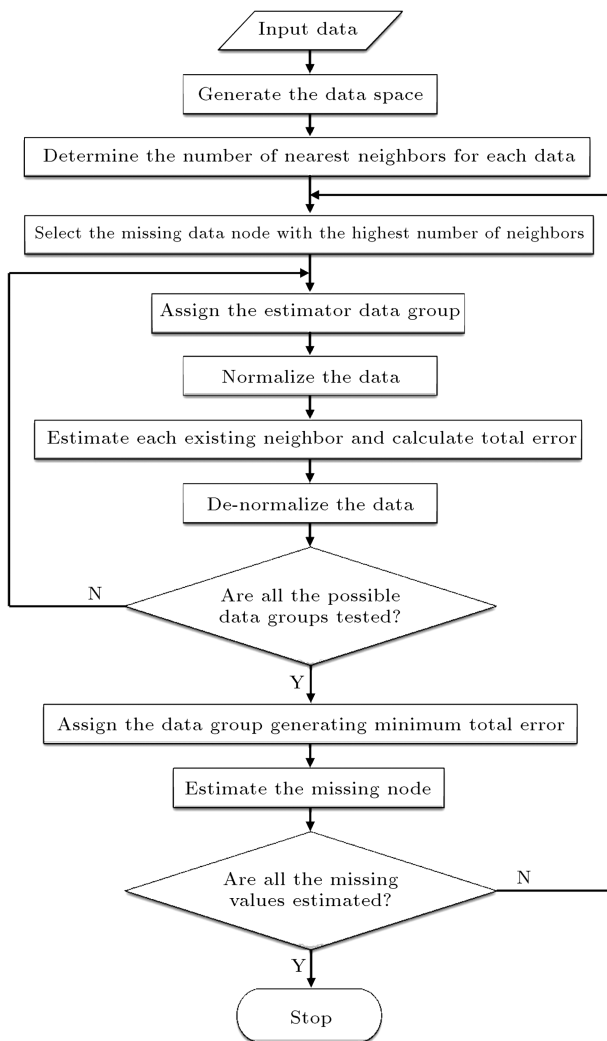 Input data
Generate the data space
Determine the number of nearest neighbors for each data
Select the missing data node with the highest number of neighbors
Assign the estimator data group
Normalize the data
Estimate each existing neighbor and calculate total error
De-normalize the data
N
Are all the possible
data groups tested?
Y
Assign the data group generating minimum total error
Estimate the missing node
Are all the missing
values estimated?
N
Y
Stop